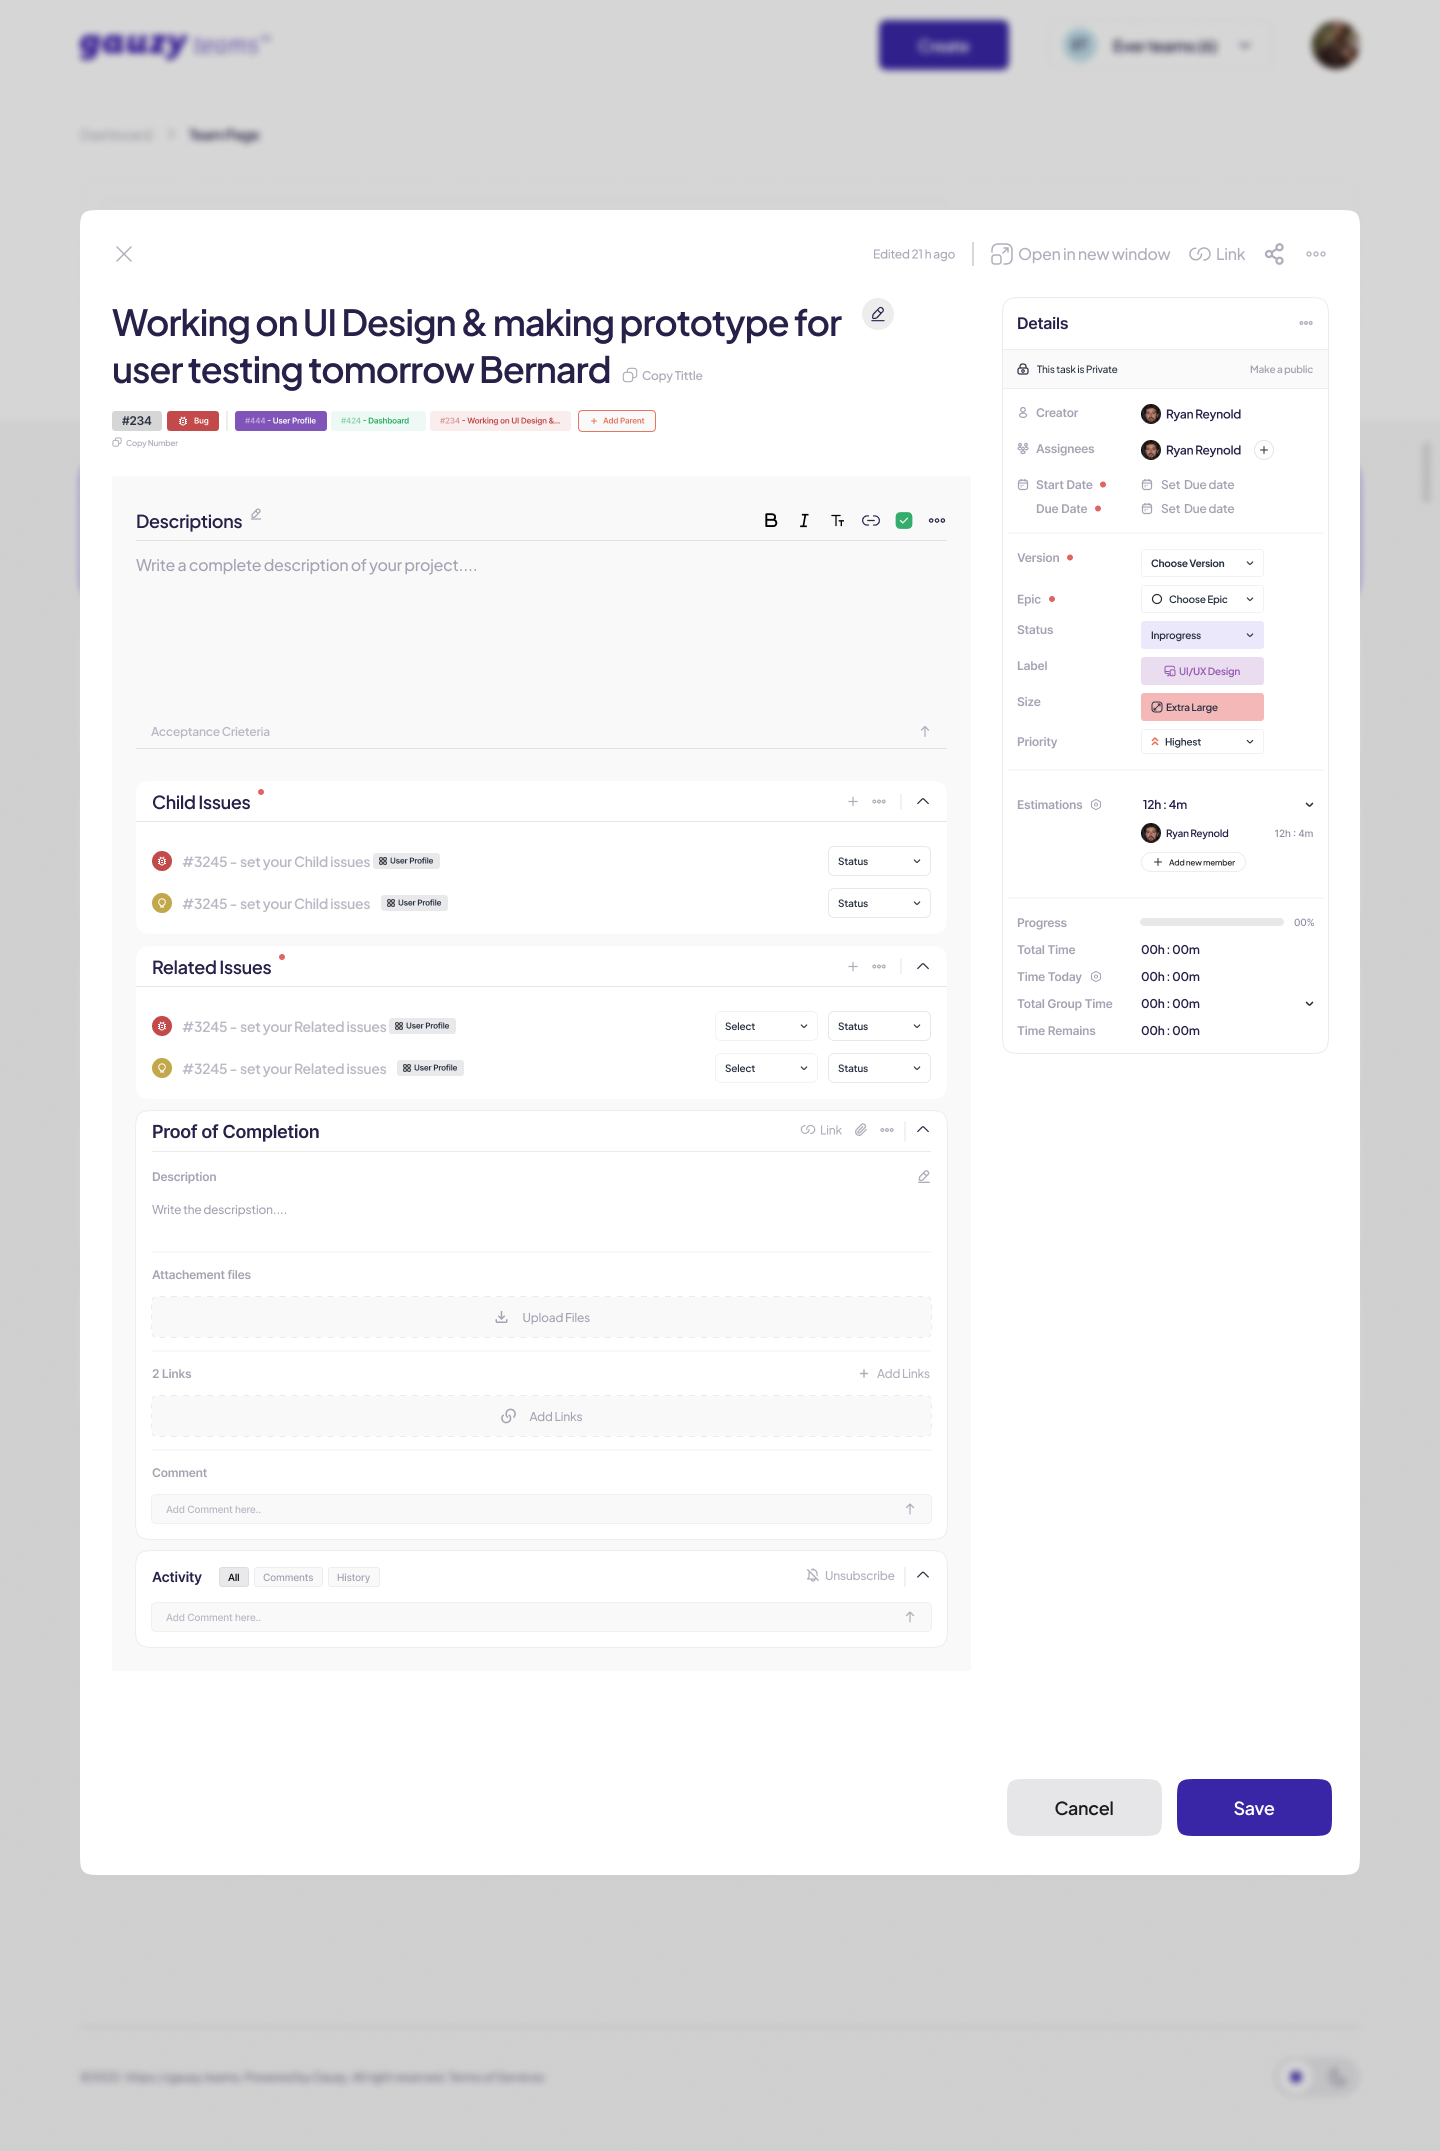 gauzy teams
Create
Ever teams (6)
Dashboard
Team Page
Edited 21 h ago
Open in new window
Link
Working on UI Design & making prototype for
user testing tomorrow Bernard
Copy Tittle
#234
Bug
#444 - User Profile
#424 - Dashboard
#234 - Working on UI Design &...
Add Parent
Copy Number
Descriptions
B I Tт
Write a complete description of your project....
Acceptance Crieteria
Child Issues
#3245 - set your Child issues
User Profile
Status
#3245 - set your Child issues
User Profile
Status
Related Issues
#3245 - set your Related issues
User Profile
Select
Status
#3245 - set your Related issues
User Profile
Select
Status
Proof of Completion
Link
Description
Write the descripstion....
Attachement files
Upload Files
2 Links
Add Links
Add Links
Comment
Add Comment here..
Activity
All
Comments
History
Unsubscribe
Add Comment here..
Details
This task is Private
Make a public
Creator
Ryan Reynold
Assignees
Ryan Reynold
Start Date
Set Due date
Due Date
Set Due date
Version
Choose Version
Epic
Choose Epic
Status
Inprogress
Label
UI/UX Design
Size
Extra Large
Priority
Highest
Estimations
12h : 4m
Ryan Reynold
12h : 4m
Add new member
Progress
00%
Total Time
00h : 00m
Time Today
00h : 00m
Total Group Time
00h : 00m
Time Remains
00h : 00m
Cancel
Save